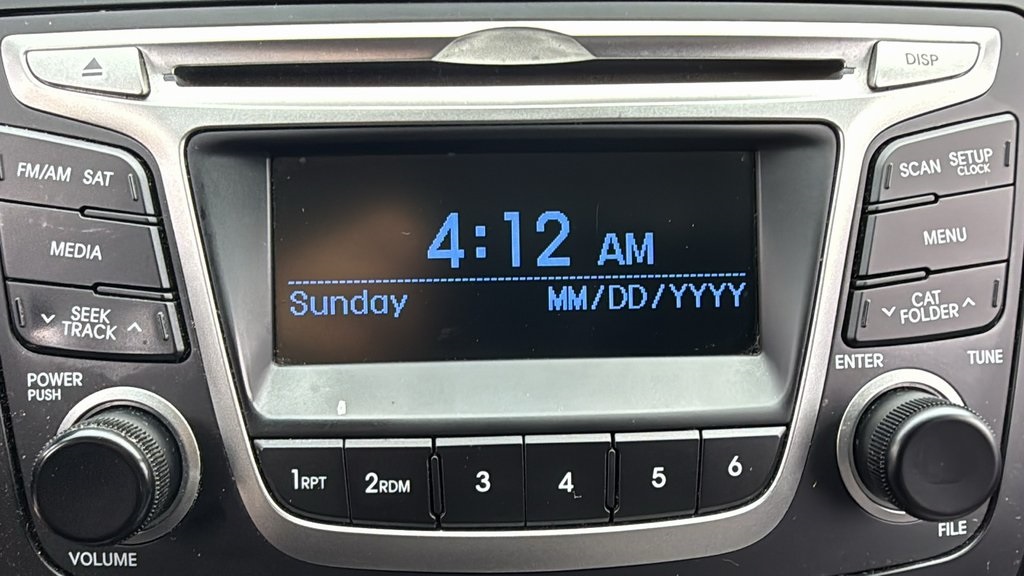 DISP
FM/AM SAT
SCAN SETUP
CLOCK
4:12 AM
MEDIA
MENU
Sunday MM/DD/YYYY
SEEK
TRACK
CAT
FOLDER
POWER
PUSH
ENTER TUNE
1RPT 2RDM 3 4 5 6
VOLUME
FILE